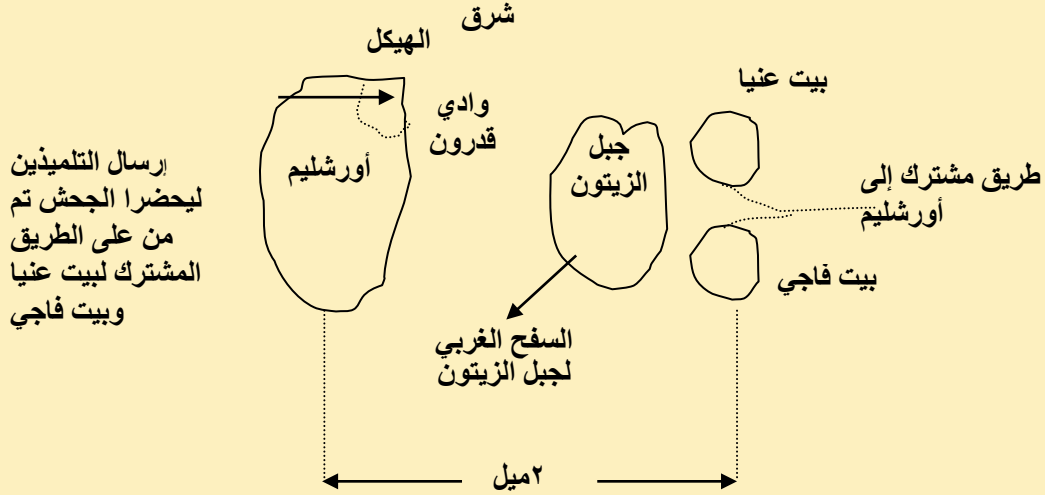 شرق
الهيكل
بيت عنيا
وادي
قدرون
جبل
الزيتون
أورشليم
طريق مشترك إلى
أورشليم
إرسال التلميذين
ليحضرا الجحش تم
من على الطريق
المشترك لبيت عنيا
وبيت فاجي
بيت فاجي
السفح الغربي
لجبل الزيتون
٢ميل